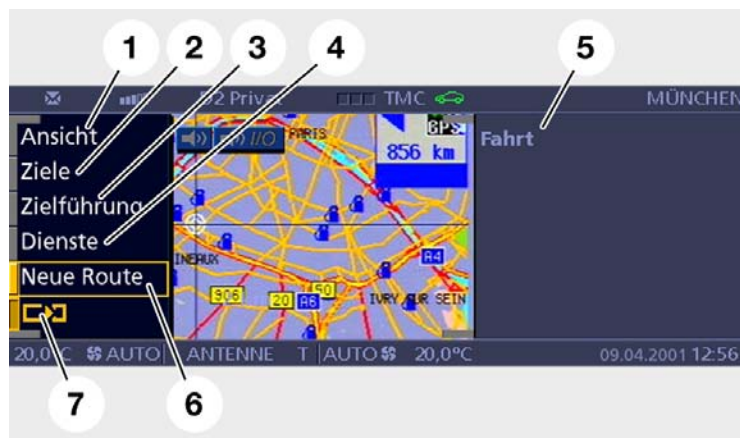 1 2 3 4 5
D2 Privat TMC MÜNCHEN
Ansicht
Ziele
Zielführung
Dienste
Neue Route
I/O PARIS
GPS
856 km
A4
906 20 A6 50 IVRY SUR SEIN
Fahrt
20,0°C AUTO ANTENNE T AUTO 20,0°C 09.04.2001 12:56
7 6